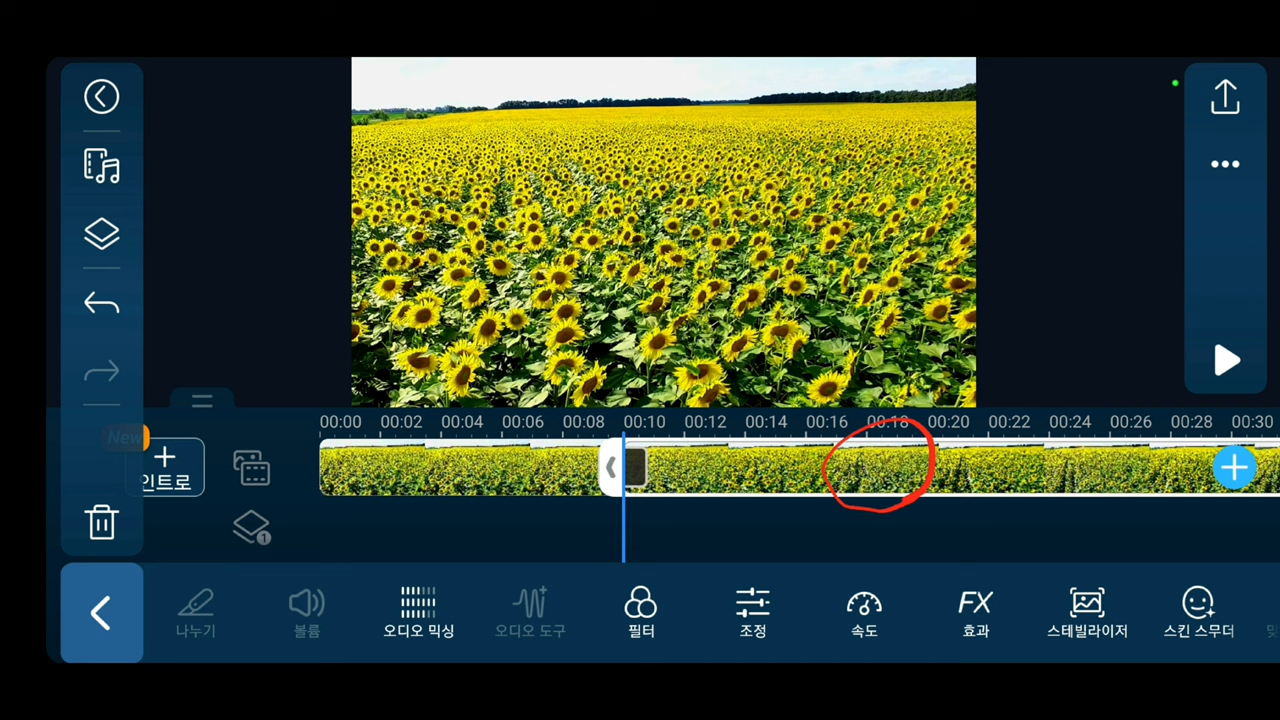 00:00 00:02 00:04 00:06 00:08 00:10 00:12 00:14 00:16 00:18 00:20 00:22 00:24 00:26 00:28 00:30
New
인트로
1
나누기 볼륨 오디오 믹싱 오디오 도구 필터 조정 속도 FX 효과 스테빌라이저 스킨 스무더